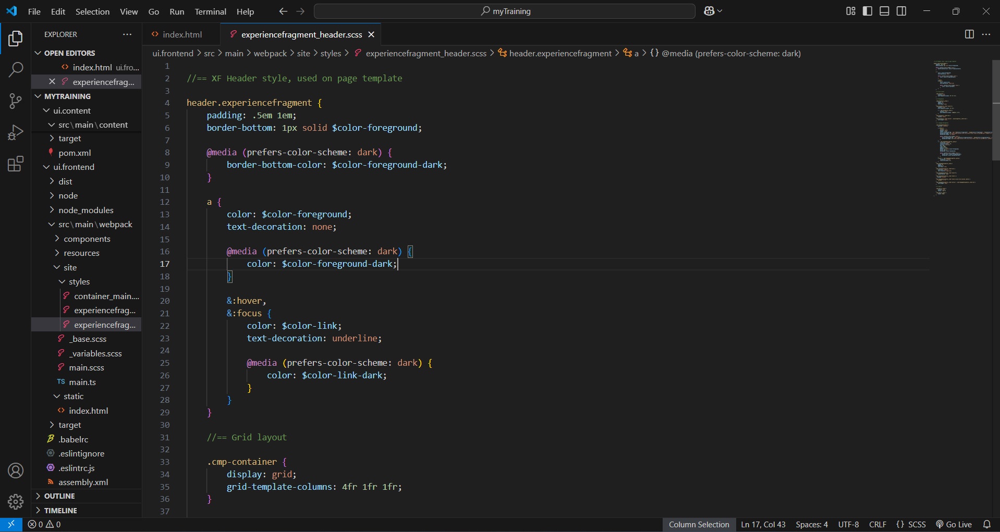 File Edit Selection View Go Run Terminal Help
myTraining
EXPLORER
OPEN EDITORS
index.html ui.fro...
experiencefrag...
MYTRAINING
ui.content
src\main\content
target
pom.xml
ui.frontend
dist
node
node_modules
src\main\webpack
components
resources
site
styles
container_main....
experiencefrag...
experiencefrag...
_base.scss
_variables.scss
main.scss
TS main.ts
static
index.html
target
.babelrc
.eslintignore
.eslintrc.js
assembly.xml
OUTLINE
TIMELINE
index.html
experiencefragment_header.scss
ui.frontend > src > main > webpack > site > styles > experiencefragment_header.scss > header.experiencefragment > a > {} @media (prefers-color-scheme: dark)
1
2 //== XF Header style, used on page template
3
4 header.experiencefragment {
5 padding: .5em 1em;
6 border-bottom: 1px solid $color-foreground;
7
8 @media (prefers-color-scheme: dark) {
9 border-bottom-color: $color-foreground-dark;
10 }
11
12 a {
13 color: $color-foreground;
14 text-decoration: none;
15
16 @media (prefers-color-scheme: dark) {
17 color: $color-foreground-dark;
18 }
19
20 &:hover,
21 &:focus {
22 color: $color-link;
23 text-decoration: underline;
24
25 @media (prefers-color-scheme: dark) {
26 color: $color-link-dark;
27 }
28 }
29 }
30
31 //== Grid layout
32
33 .cmp-container {
34 display: grid;
35 grid-template-columns: 4fr 1fr 1fr;
36 }
37
0 0
Column Selection Ln 17, Col 43 Spaces: 4 UTF-8 CRLF {} SCSS Go Live